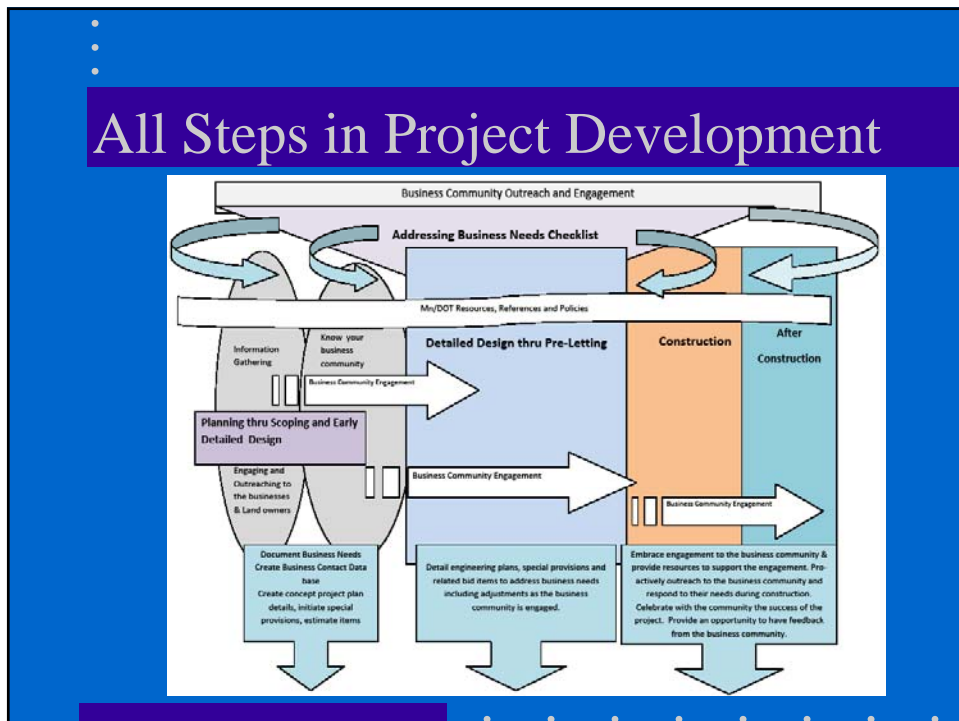 All Steps in Project Development
Business Community Outreach and Engagement
Addressing Business Needs Checklist
Mn/DOT Resources, References and Policies
Information
Gathering
Know your
business
community
Detailed Design thru Pre-Letting
Construction
After
Construction
Business Community Engagement
Planning thru Scoping and Early
Detailed Design
Engaging and
Outreaching to
the businesses
& Land owners
Business Community Engagement
Business Community Engagement
Document Business Needs
Create Business Contact Data
base
Create concept project plan
details, initiate special
provisions, estimate items
Detail engineering plans, special provisions and
related bid items to address business needs
including adjustments as the business
community is engaged.
Embrace engagement to the business community &
provide resources to support the engagement. Pro-
actively outreach to the business community and
respond to their needs during construction.
Celebrate with the community the success of the
project. Provide an opportunity to have feedback
from the business community.